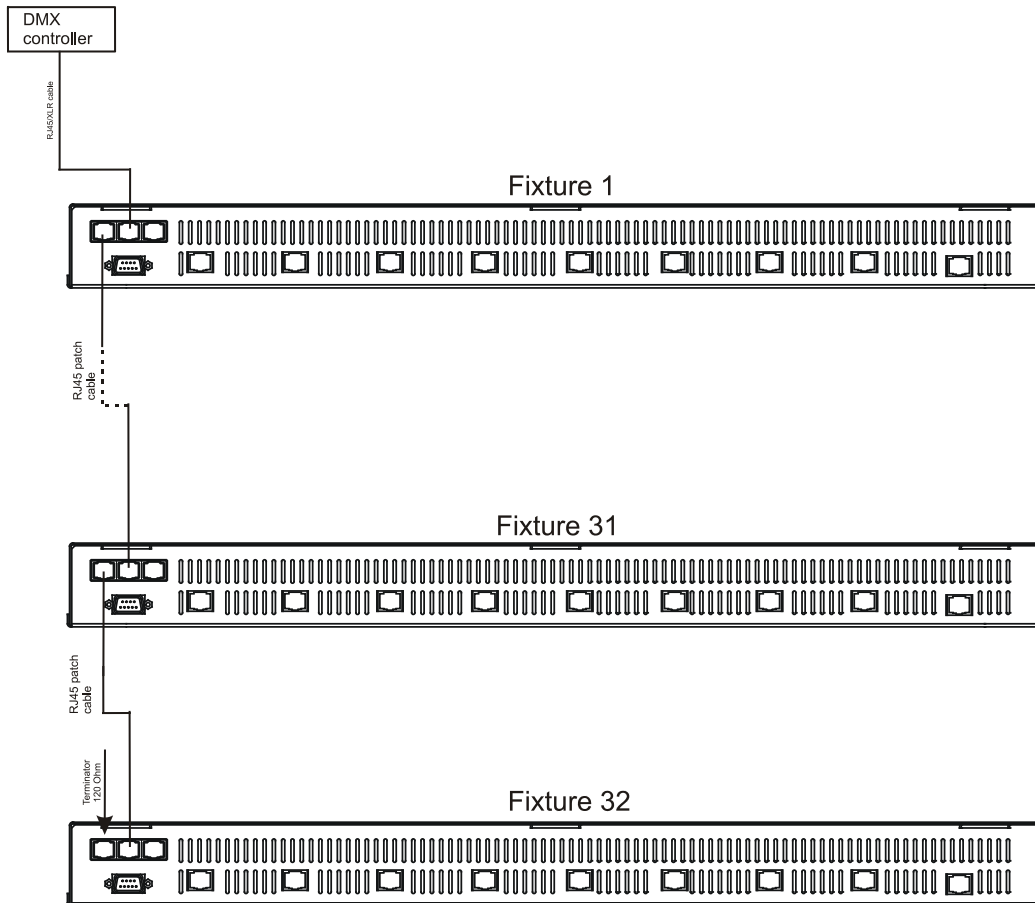 DMX
controller
RJ45/XLR cable
Fixture 1
RJ45 patch
cable
Fixture 31
RJ45 patch
cable
Terminator
120 Ohm
Fixture 32